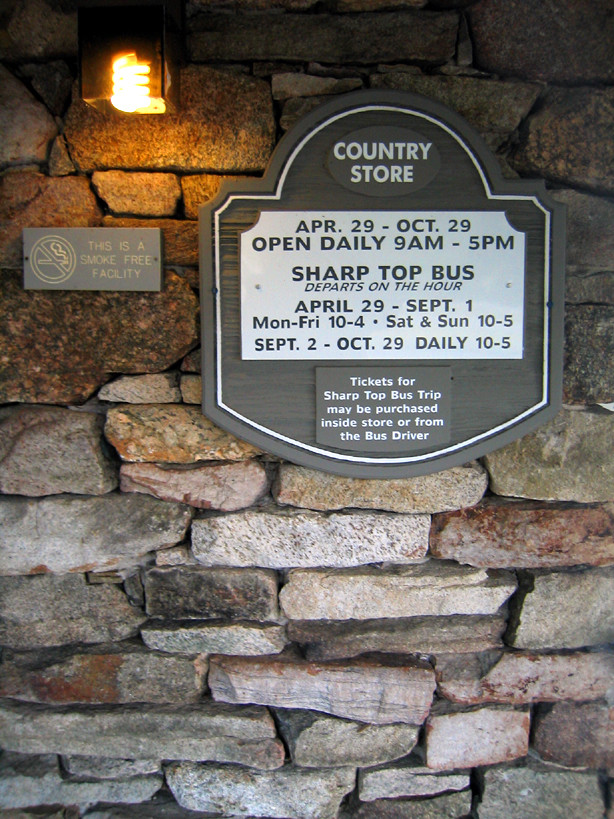 COUNTRY
STORE
APR. 29 - OCT. 29
OPEN DAILY 9AM - 5PM
SHARP TOP BUS
DEPARTS ON THE HOUR
APRIL 29 - SEPT. 1
Mon-Fri 10-4 • Sat & Sun 10-5
SEPT. 2 - OCT. 29 DAILY 10-5
Tickets for
Sharp Top Bus Trip
may be purchased
inside store or from
the Bus Driver
THIS IS A
SMOKE FREE
FACILITY